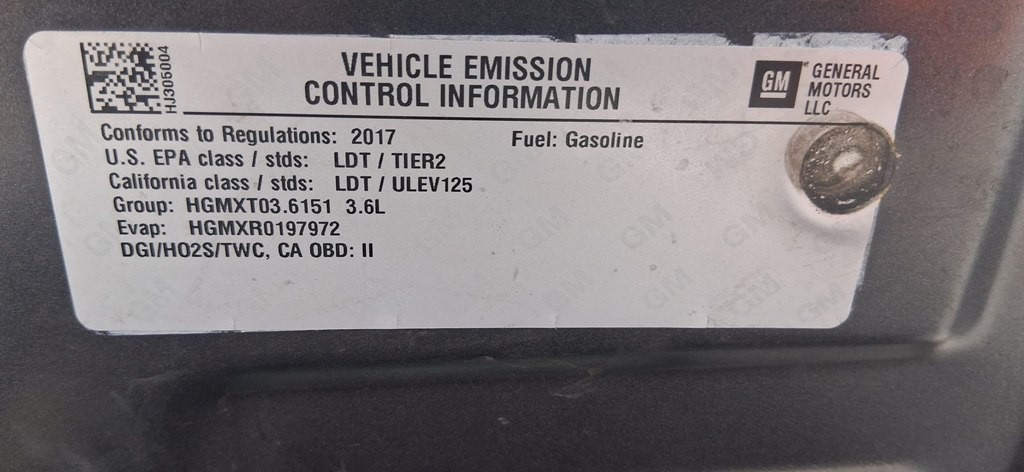 HJ305004
VEHICLE EMISSION
CONTROL INFORMATION
GM
GENERAL
MOTORS
LLC
Conforms to Regulations: 2017 Fuel: Gasoline
U.S. EPA class / stds: LDT / TIER2
California class / stds: LDT / ULEV125
Group: HGMXT03.6151 3.6L
Evap: HGMXR0197972
DGI/HO2S/TWC, CA OBD: II